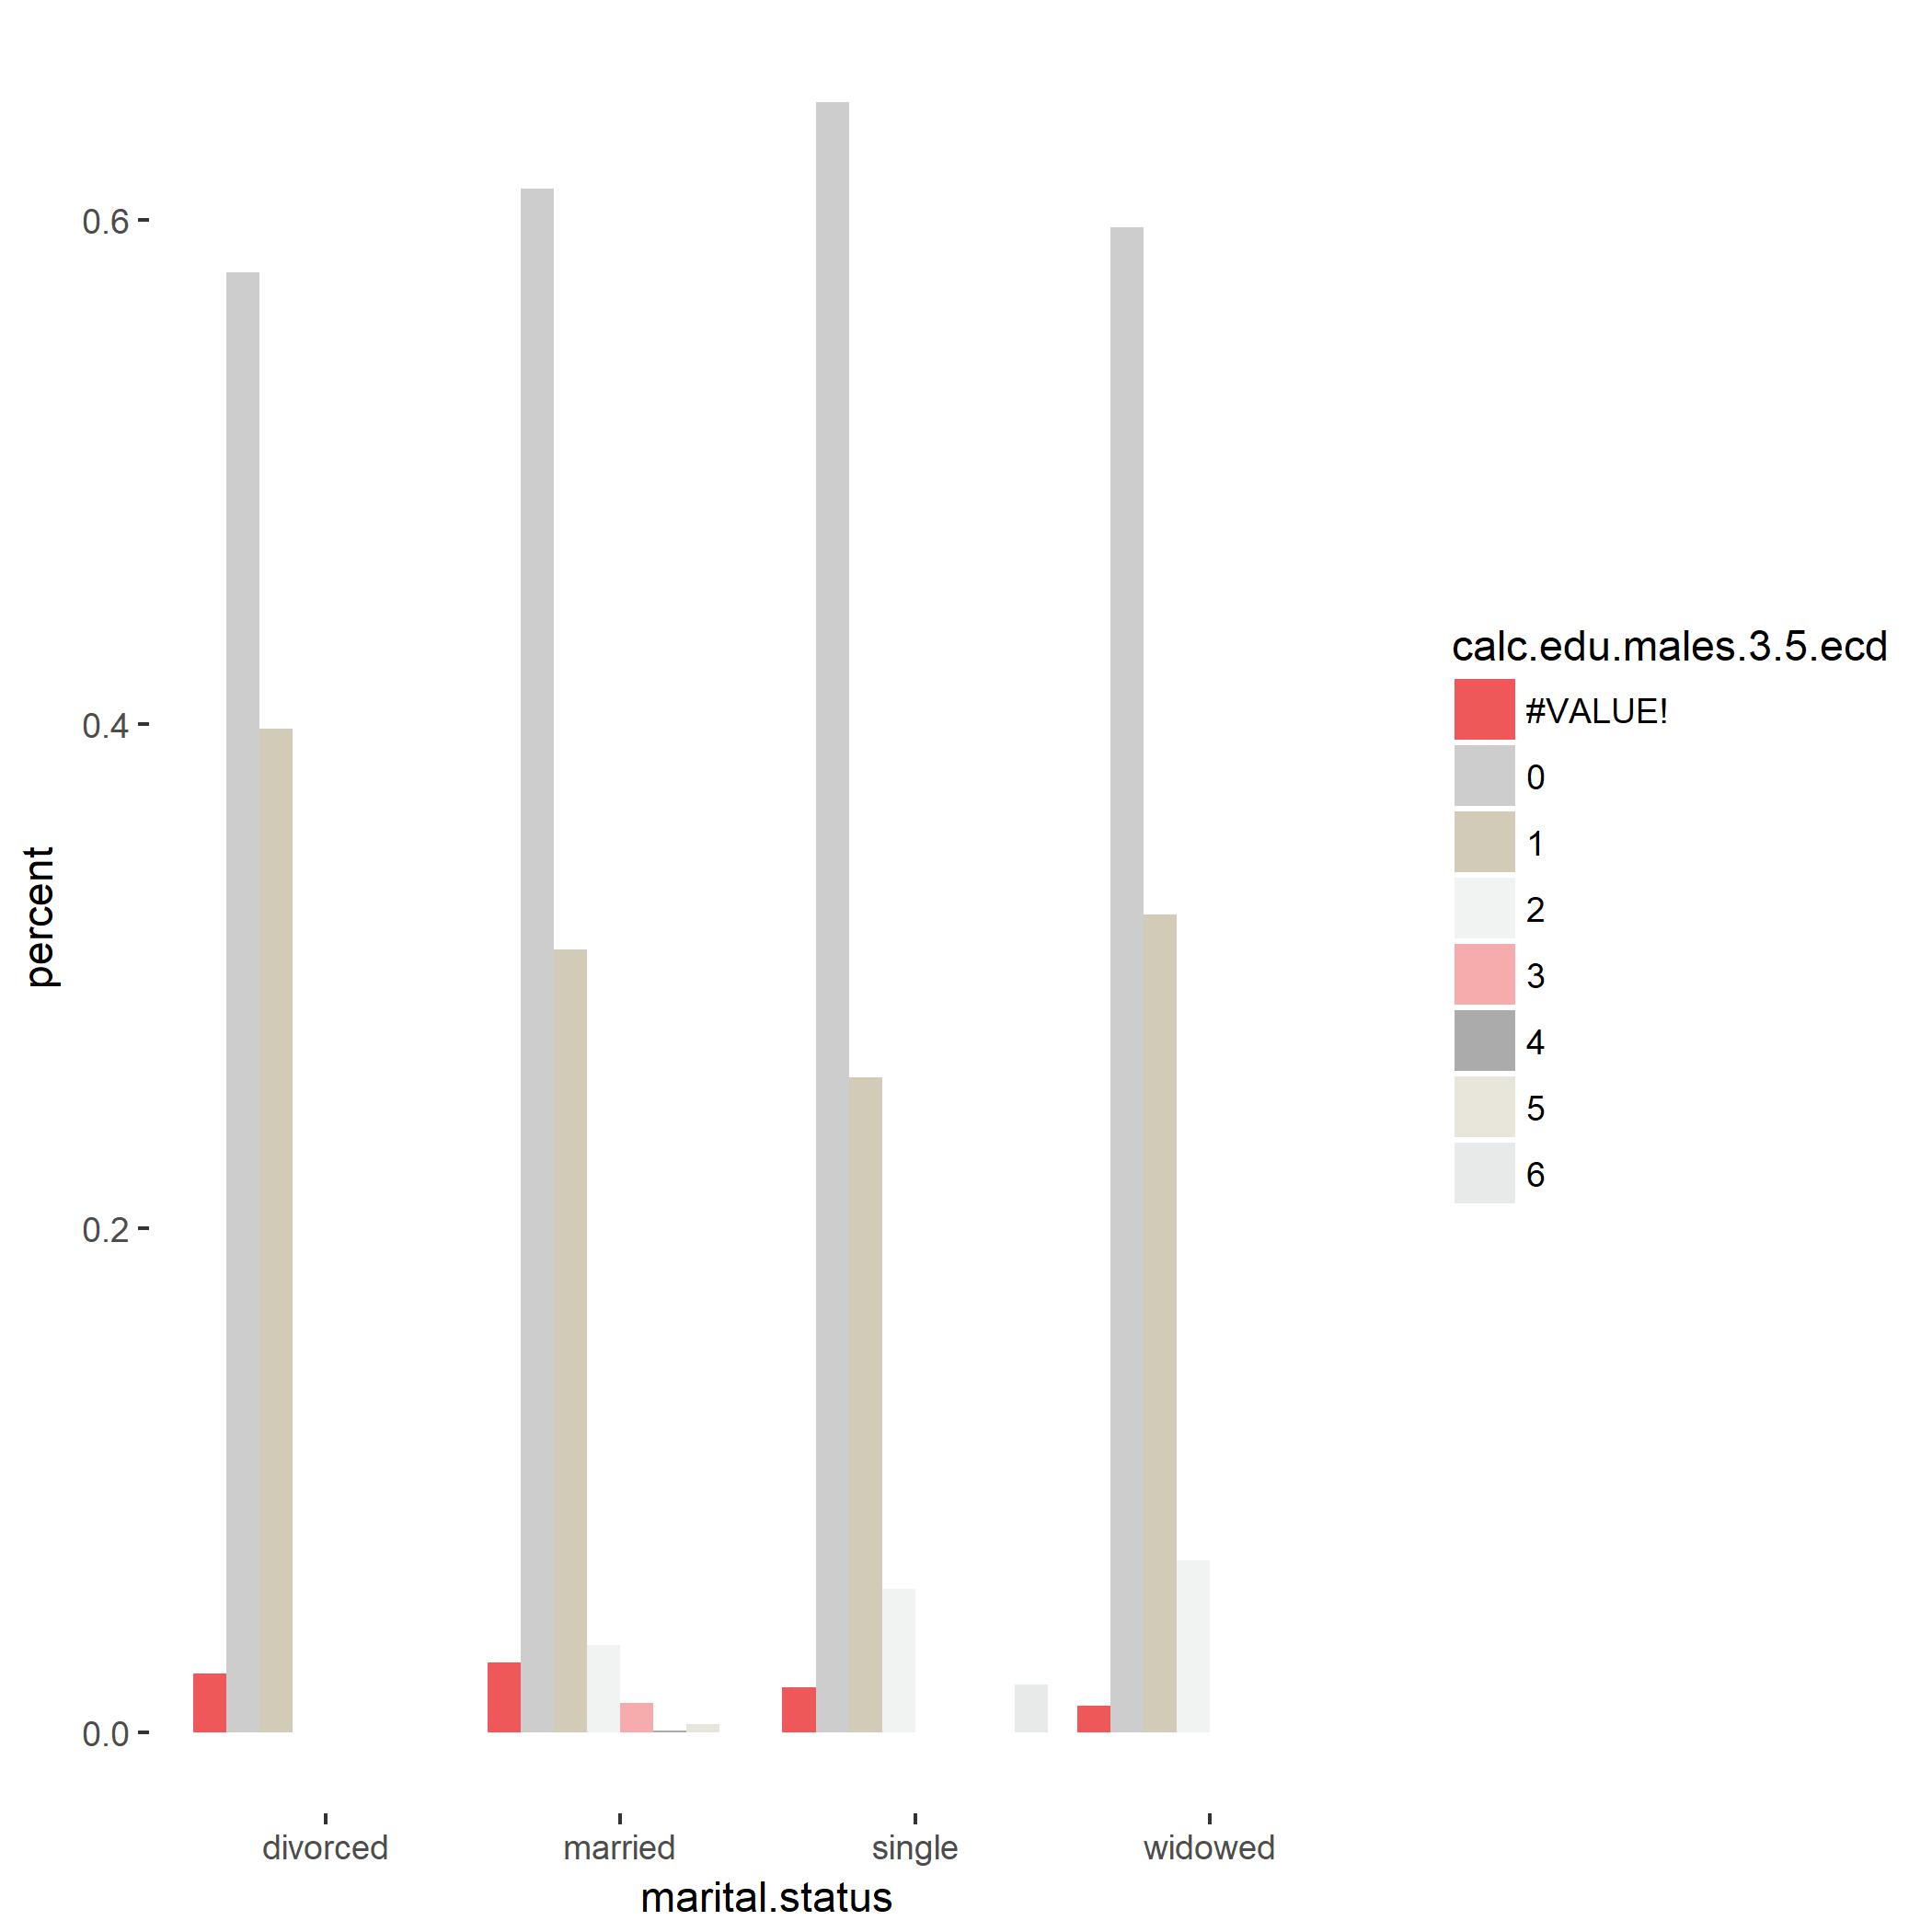 0.6
0.4
0.2
0.0
percent
divorced married single widowed
marital.status
calc.edu.males.3.5.ecd
#VALUE!
0
1
2
3
4
5
6